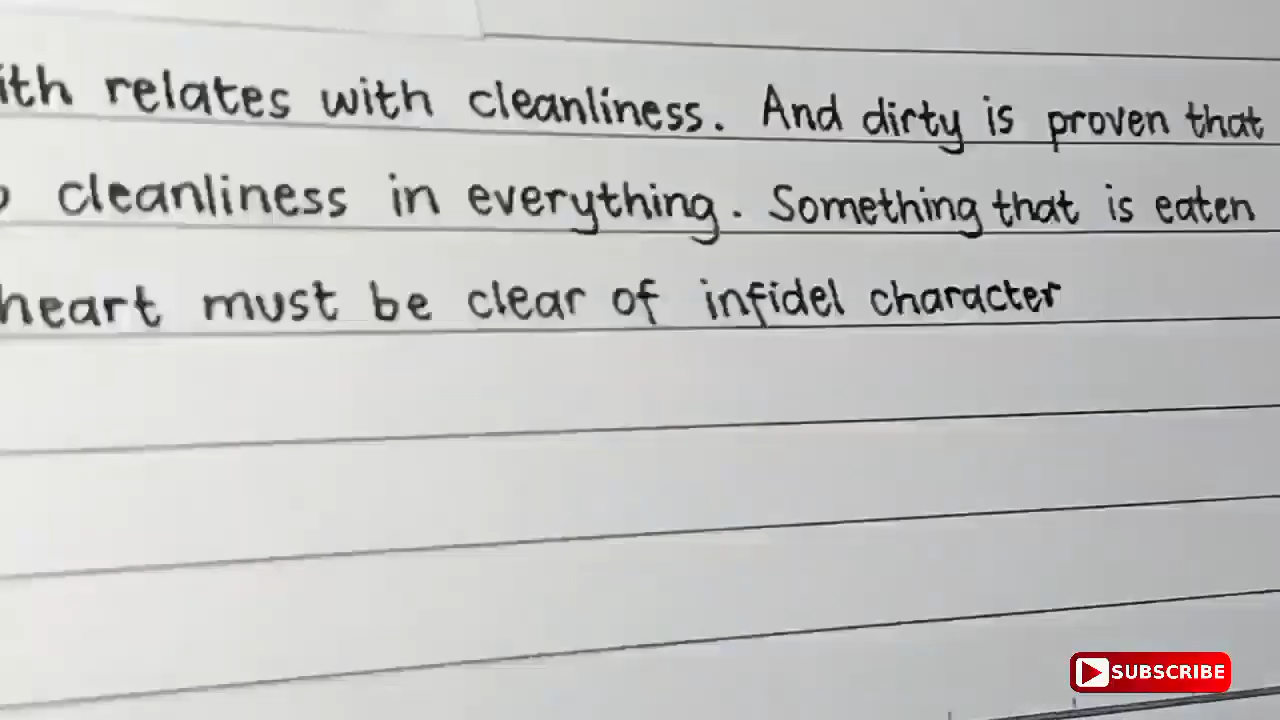 ith relates with cleanliness. And dirty is proven that
cleanliness in everything. Something that is eaten
heart must be clear of infidel character
SUBSCRIBE